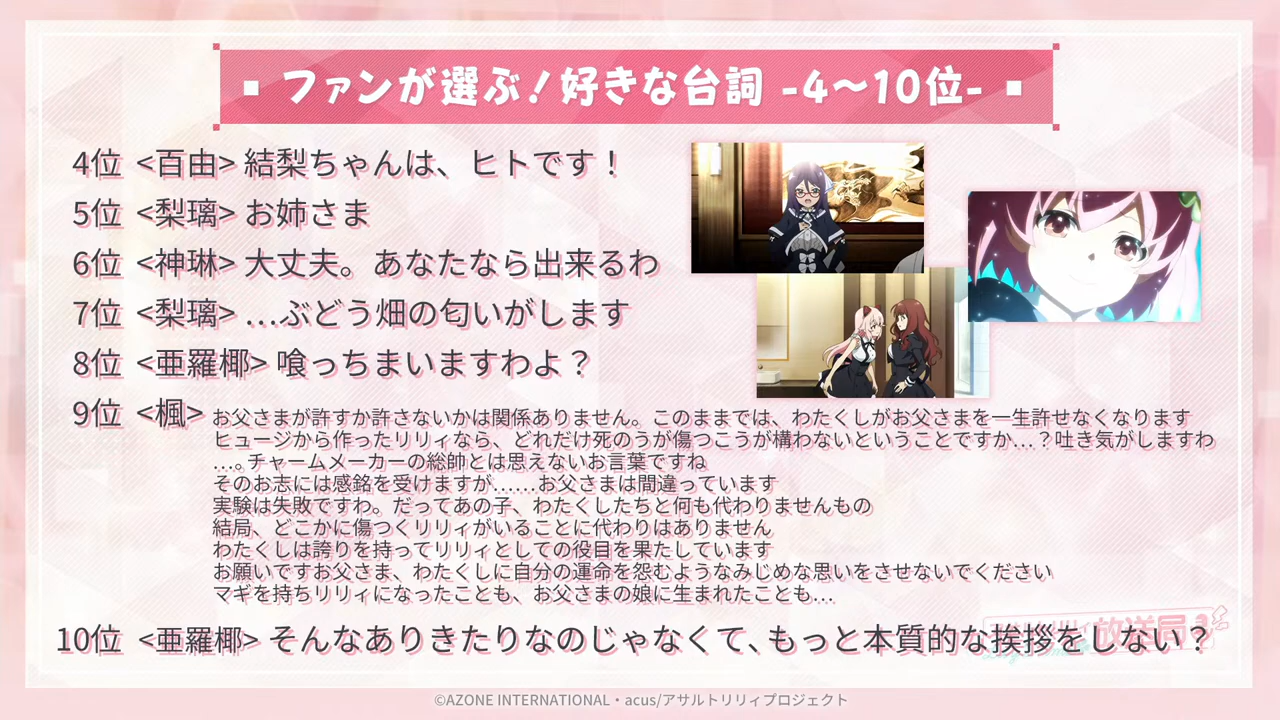 ファンが選ぶ！好きな台詞 -4〜10位-
4位 <百由> 結梨ちゃんは、ヒトです！
5位 <梨璃> お姉さま
6位 <神琳> 大丈夫。あなたなら出来るわ
7位 <梨璃> …ぶどう畑の匂いがします
8位 <亜羅椰> 喰っちまいますわよ？
9位 <楓> お父さまが許すか許さないかは関係ありません。このままでは、わたくしがお父さまを一生許せなくなります
ヒュージから作ったリリィなら、どれだけ死のうが傷つこうが構わないということですか…？吐き気がしますわ
…。チャームメーカーの総帥とは思えないお言葉ですね
そのお志には感銘を受けますが……お父さまは間違っています
実験は失敗ですわ。だってあの子、わたくしたちと何も代わりませんもの
結局、どこかに傷つくリリィがいることに代わりはありません
わたくしは誇りを持ってリリィとしての役目を果たしています
お願いですお父さま、わたくしに自分の運命を怨むようなみじめな思いをさせないでください
マギを持ちリリィになったことも、お父さまの娘に生まれたことも…
10位 <亜羅椰> そんなありきたりなのじゃなくて、もっと本質的な挨拶をしない？
©AZONE INTERNATIONAL・acus/アサルトリリィプロジェクト